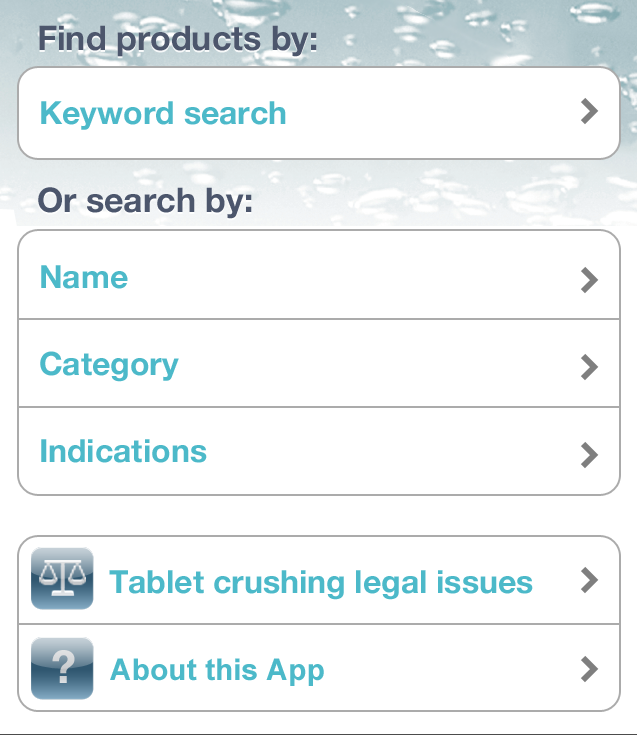 Find products by:
Keyword search
Or search by:
Name
Category
Indications
Tablet crushing legal issues
?
About this App